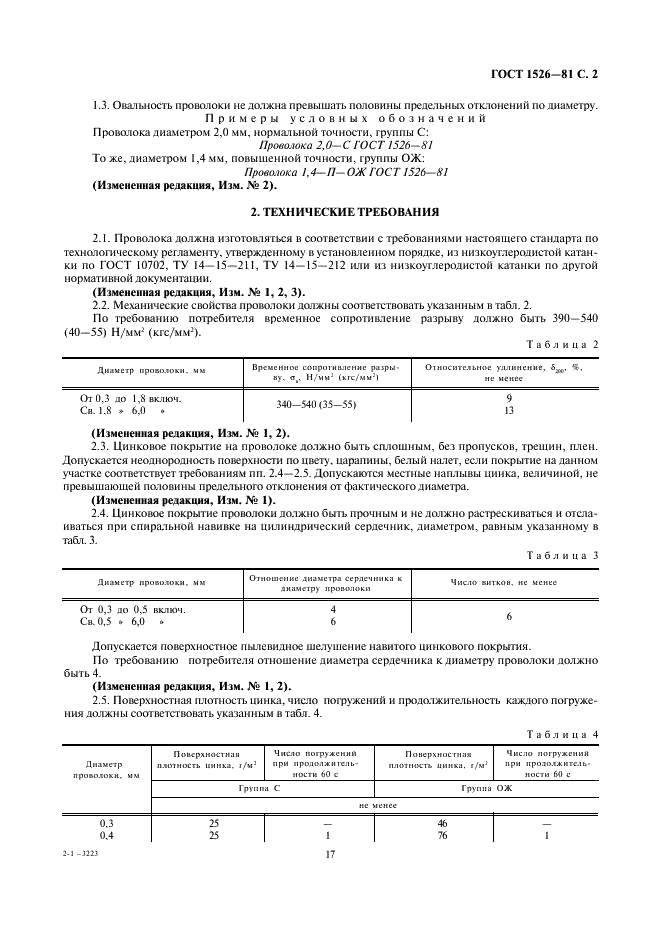 ГОСТ 1526—81 С. 2
1.3. Овальность проволоки не должна превышать половины предельных отклонений по диаметру.
Примеры условных обозначений
Проволока диаметром 2,0 мм, нормальной точности, группы С:
Проволока 2,0—С ГОСТ 1526—81
То же, диаметром 1,4 мм, повышенной точности, группы ОЖ:
Проволока 1,4—П—ОЖ ГОСТ 1526—81
(Измененная редакция, Изм. № 2).
2. ТЕХНИЧЕСКИЕ ТРЕБОВАНИЯ
2.1. Проволока должна изготовляться в соответствии с требованиями настоящего стандарта по
технологическому регламенту, утвержденному в установленном порядке, из низкоуглеродистой катан-
ки по ГОСТ 10702, ТУ 14—15—211, ТУ 14—15—212 или из низкоуглеродистой катанки по другой
нормативной документации.
(Измененная редакция, Изм. № 1, 2, 3).
2.2. Механические свойства проволоки должны соответствовать указанным в табл. 2.
По требованию потребителя временное сопротивление разрыву должно быть 390—540
(40—55) Н/мм² (кгс/мм²).
Таблица 2
Диаметр проволоки, мм
Временное сопротивление разры-
ву, σв, Н/мм² (кгс/мм²)
Относительное удлинение, δ200, %,
не менее
От 0,3 до 1,8 включ.
Св. 1,8 » 6,0 »
340—540 (35—55)
9
13
(Измененная редакция, Изм. № 1, 2).
2.3. Цинковое покрытие на проволоке должно быть сплошным, без пропусков, трещин, плен.
Допускается неоднородность поверхности по цвету, царапины, белый налет, если покрытие на данном
участке соответствует требованиям пп. 2.4—2.5. Допускаются местные наплывы цинка, величиной, не
превышающей половины предельного отклонения от фактического диаметра.
(Измененная редакция, Изм. № 1).
2.4. Цинковое покрытие проволоки должно быть прочным и не должно растрескиваться и отсла-
иваться при спиральной навивке на цилиндрический сердечник, диаметром, равным указанному в
табл. 3.
Таблица 3
Диаметр проволоки, мм
Отношение диаметра сердечника к
диаметру проволоки
Число витков, не менее
От 0,3 до 0,5 включ.
Св. 0,5 » 6,0 »
4
6
6
Допускается поверхностное пылевидное шелушение навитого цинкового покрытия.
По требованию потребителя отношение диаметра сердечника к диаметру проволоки должно
быть 4.
(Измененная редакция, Изм. № 1, 2).
2.5. Поверхностная плотность цинка, число погружений и продолжительность каждого погруже-
ния должны соответствовать указанным в табл. 4.
Таблица 4
Диаметр
проволоки, мм
Поверхностная
плотность цинка, г/м²
Число погружений
при продолжитель-
ности 60 с
Поверхностная
плотность цинка, г/м²
Число погружений
при продолжитель-
ности 60 с
Группа С
Группа ОЖ
не менее
0,3 25 — 46 —
0,4 25 1 76 1
2-1 –3223
17